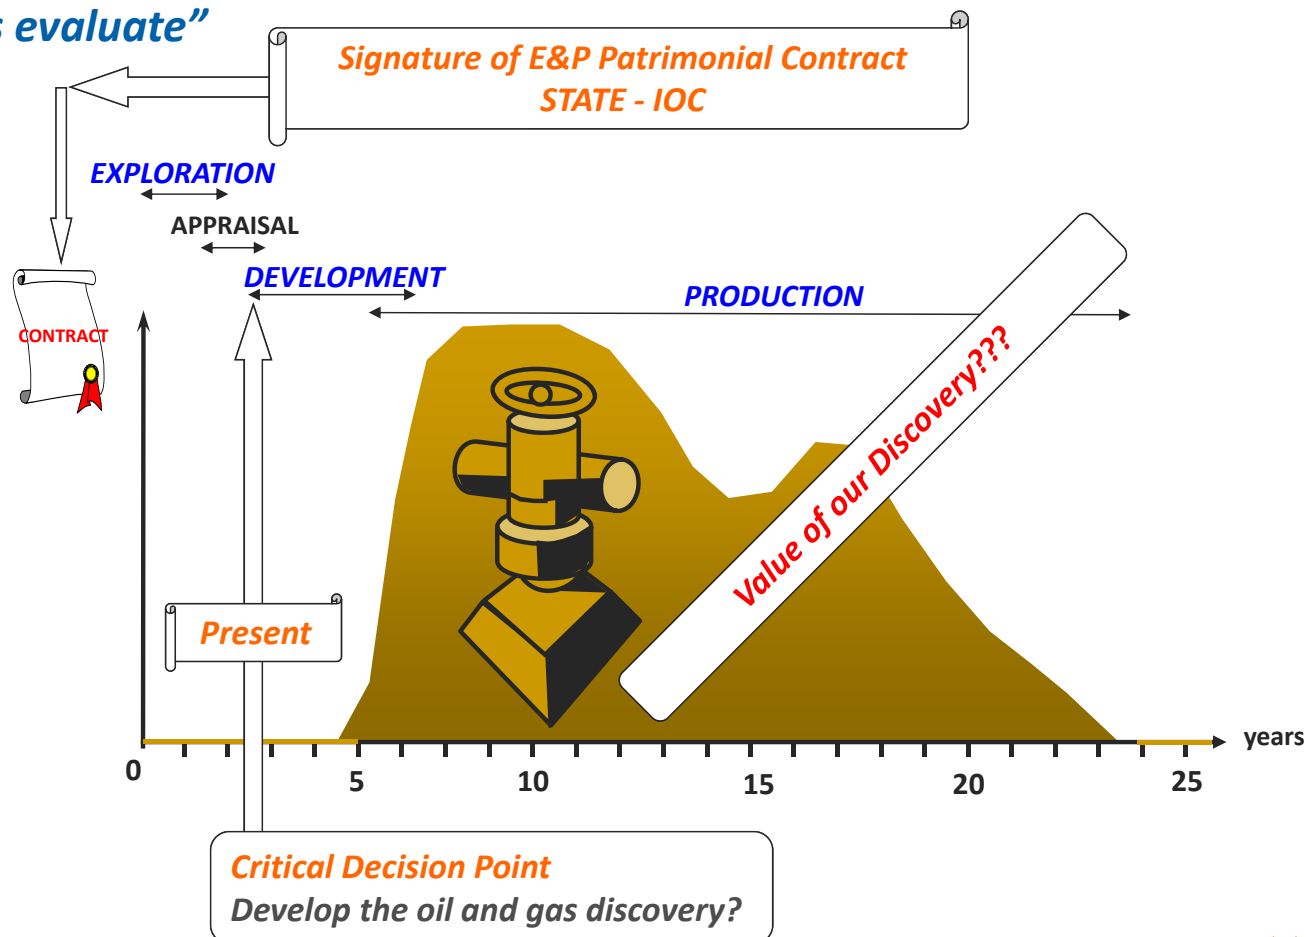 s evaluate”
Signature of E&P Patrimonial Contract
STATE - IOC
EXPLORATION
APPRAISAL
DEVELOPMENT
PRODUCTION
CONTRACT
Value of our Discovery???
Present
years
0
5
10
15
20
25
Critical Decision Point
Develop the oil and gas discovery?